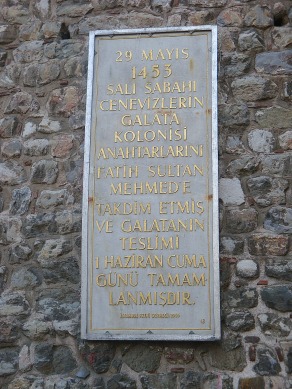 29 MAYIS
1453
SALI SABAHI
CENEVİZLERİN
GALATA
KOLONİSİ
ANAHTARLARINI
FATİH SULTAN
MEHMED'E
TAKDİM ETMİŞ
VE GALATANIN
TESLİMİ
1 HAZİRAN CUMA
GÜNÜ TAMAM-
LANMIŞDIR.